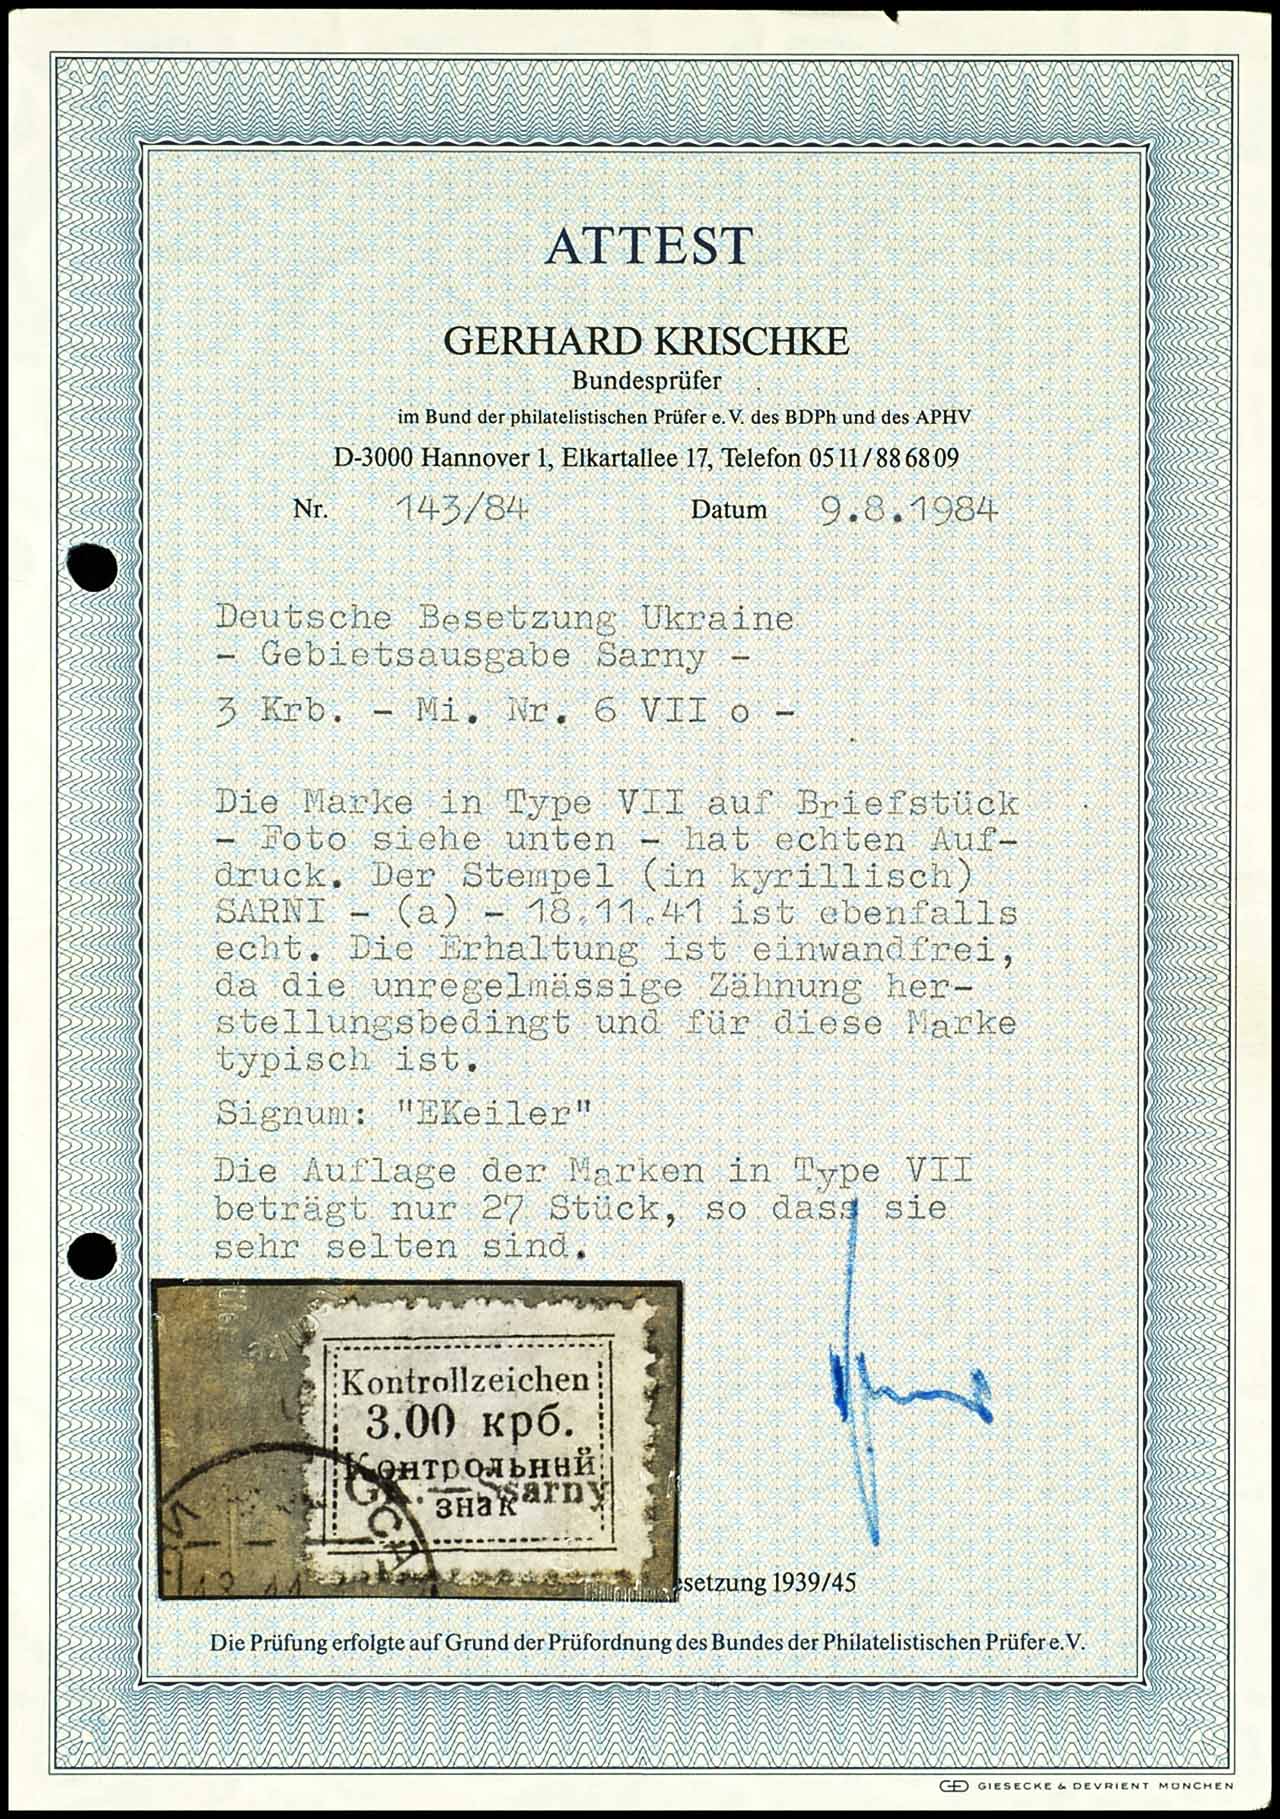 ATTEST
GERHARD KRISCHKE
Bundesprüfer
im Bund der philatelistischen Prüfer e.V. des BDPh und des APHV
D-3000 Hannover 1, Elkartallee 17, Telefon 05 11 / 88 68 09
Nr. 143/84 Datum 9.8.1984
Deutsche Besetzung Ukraine
- Gebietsausgabe Sarny -
3 Krb. - Mi. Nr. 6 VII o -
Die Marke in Type VII auf Briefstück
- Foto siehe unten - hat echten Auf-
druck. Der Stempel (in kyrillisch)
SARNI - (a) - 18.11.41 ist ebenfalls
echt. Die Erhaltung ist einwandfrei,
da die unregelmässige Zähnung her-
stellungsbedingt und für diese Marke
typisch ist.
Signum: "EKeiler"
Die Auflage der Marken in Type VII
beträgt nur 27 Stück, so dass sie
sehr selten sind.
Kontrollzeichen
3.00 крб.
Контрольний
Ssarny
знак
esetzung 1939/45
Die Prüfung erfolgte auf Grund der Prüfordnung des Bundes der Philatelistischen Prüfer e.V.
GIESECKE & DEVRIENT MÜNCHEN